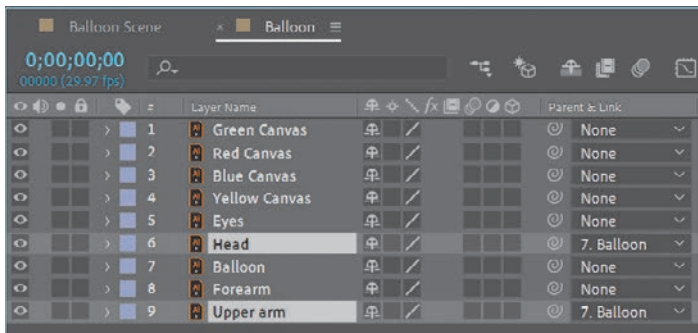 Balloon Scene × Balloon
0;00;00;00
00000 (29.97 fps)
# Layer Name fx Parent & Link
1 Green Canvas None
2 Red Canvas None
3 Blue Canvas None
4 Yellow Canvas None
5 Eyes None
6 Head 7. Balloon
7 Balloon None
8 Forearm None
9 Upper arm 7. Balloon